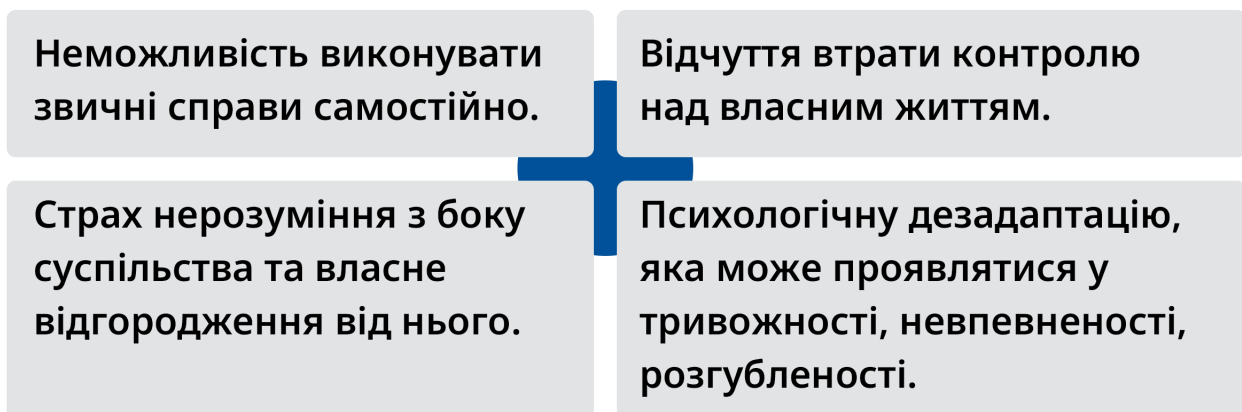 Неможливість виконувати
звичні справи самостійно.
Відчуття втрати контролю
над власним життям.
Страх нерозуміння з боку
суспільства та власне
відгородження від нього.
Психологічну дезадаптацію,
яка може проявлятися у
тривожності, невпевненості,
розгубленості.